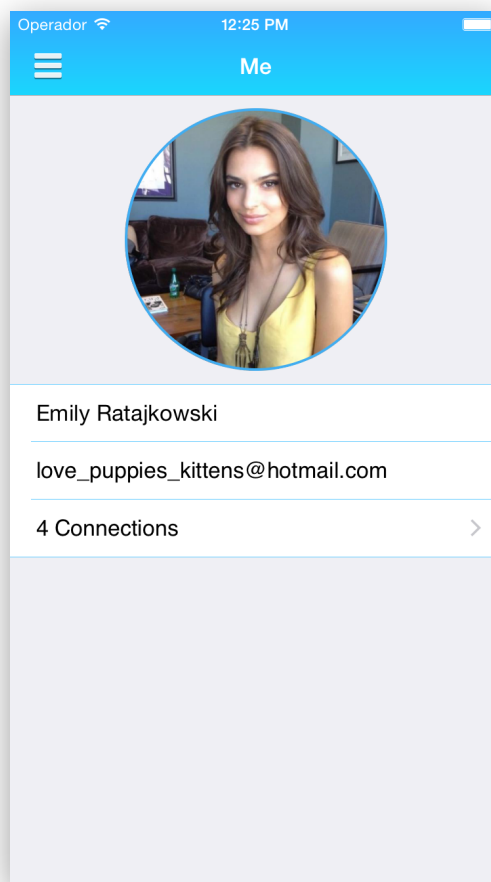 Operador 12:25 PM
Me
Emily Ratajkowski
love_puppies_kittens@hotmail.com
4 Connections